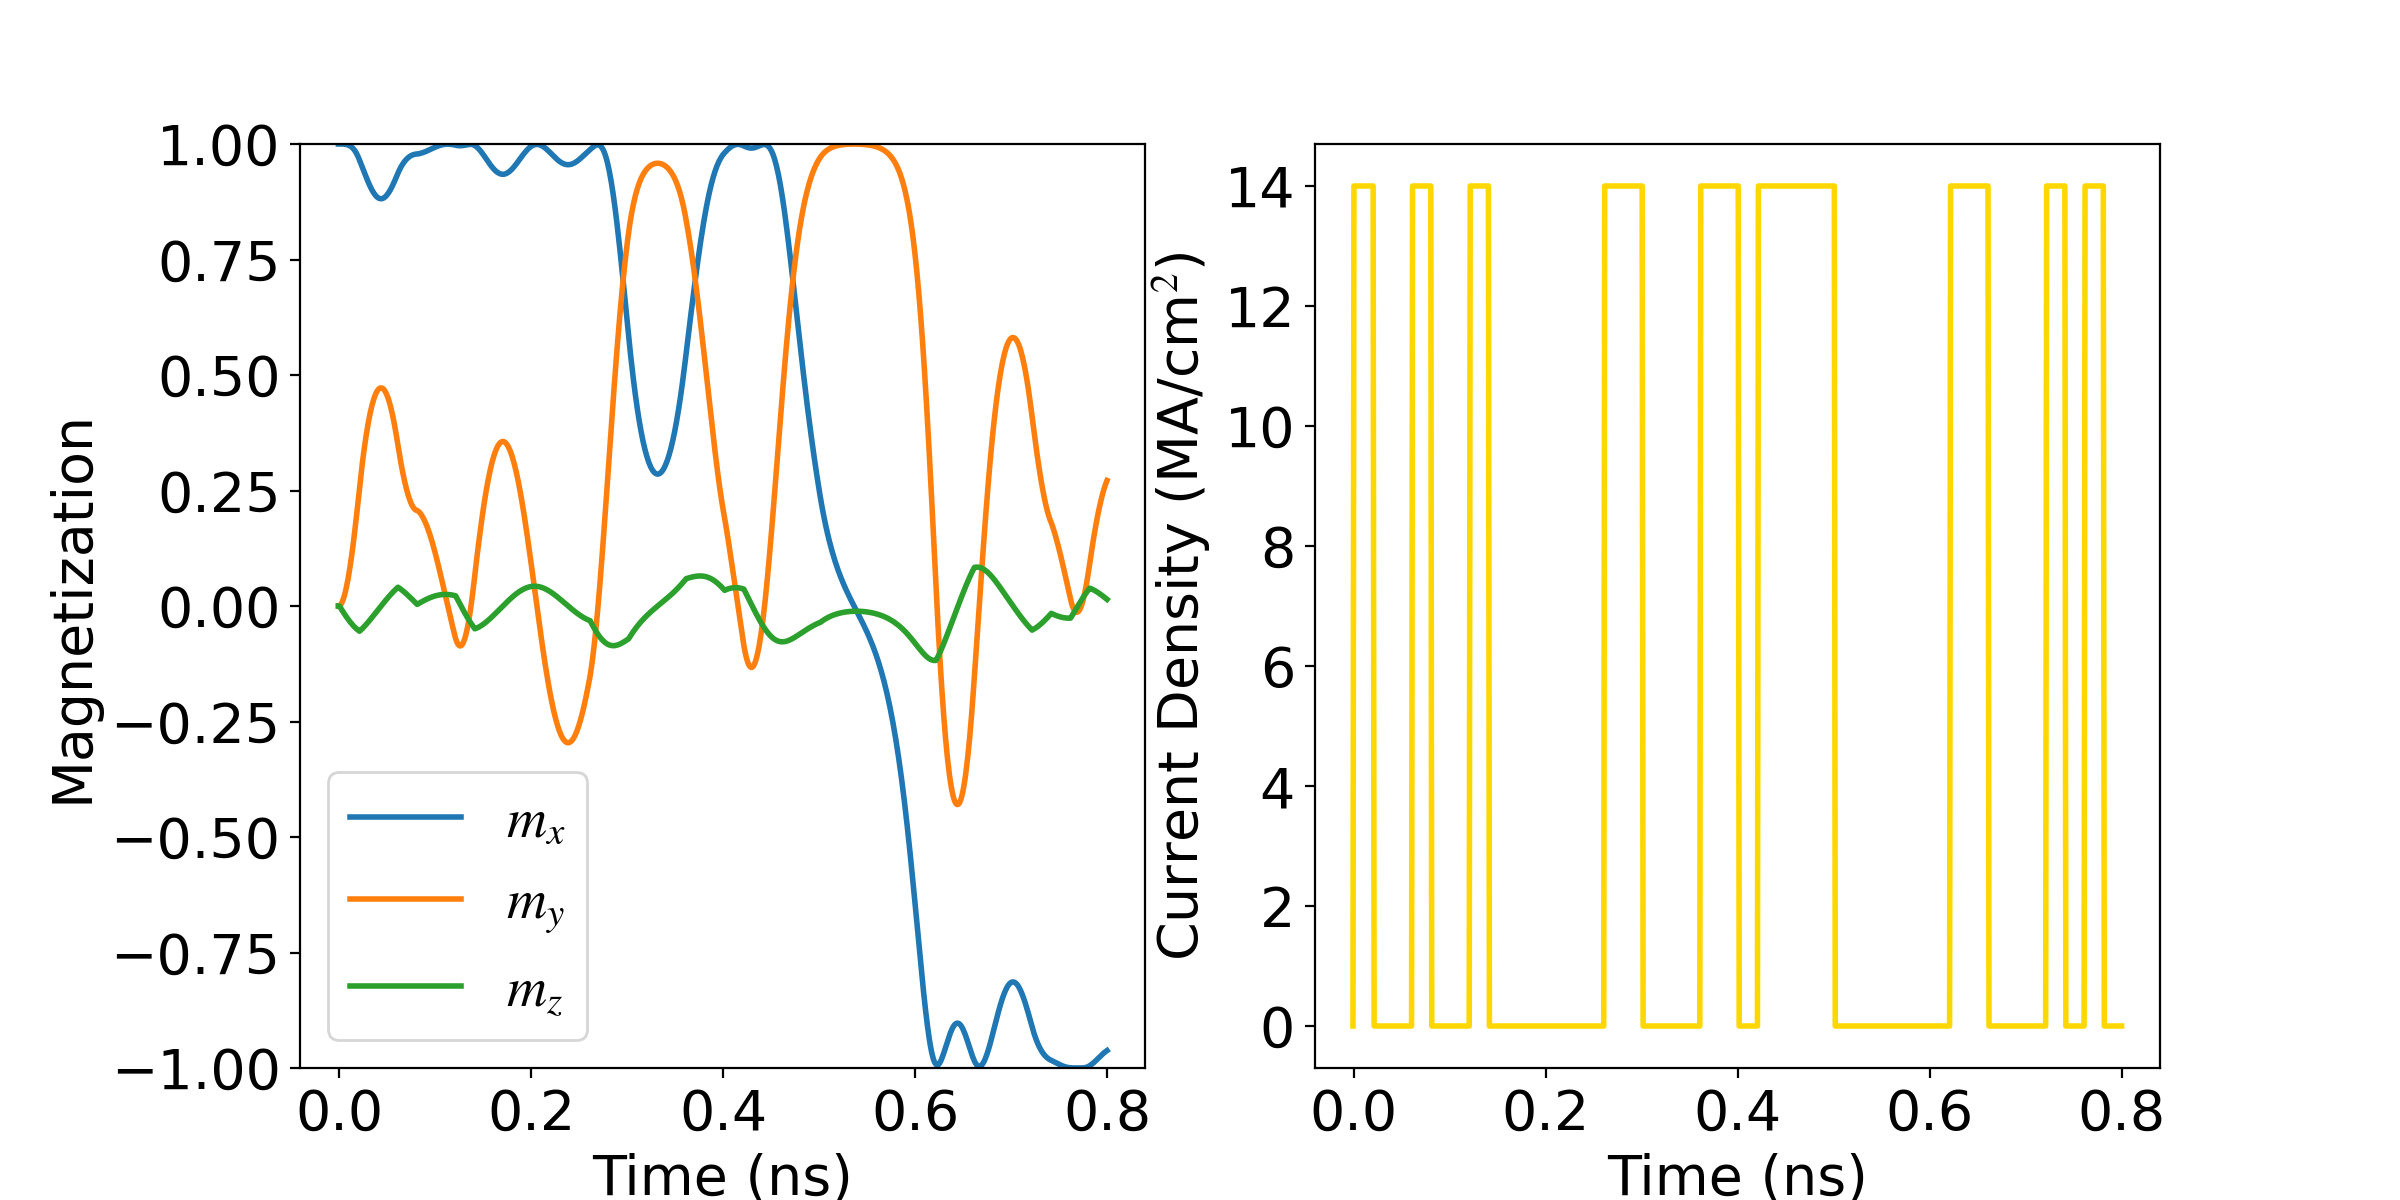 Magnetization
1.00
0.75
0.50
0.25
0.00
−0.25
−0.50
−0.75
−1.00
m_x
m_y
m_z
0.0 0.2 0.4 0.6 0.8
Time (ns)
Current Density (MA/cm²)
14
12
10
8
6
4
2
0
0.0 0.2 0.4 0.6 0.8
Time (ns)